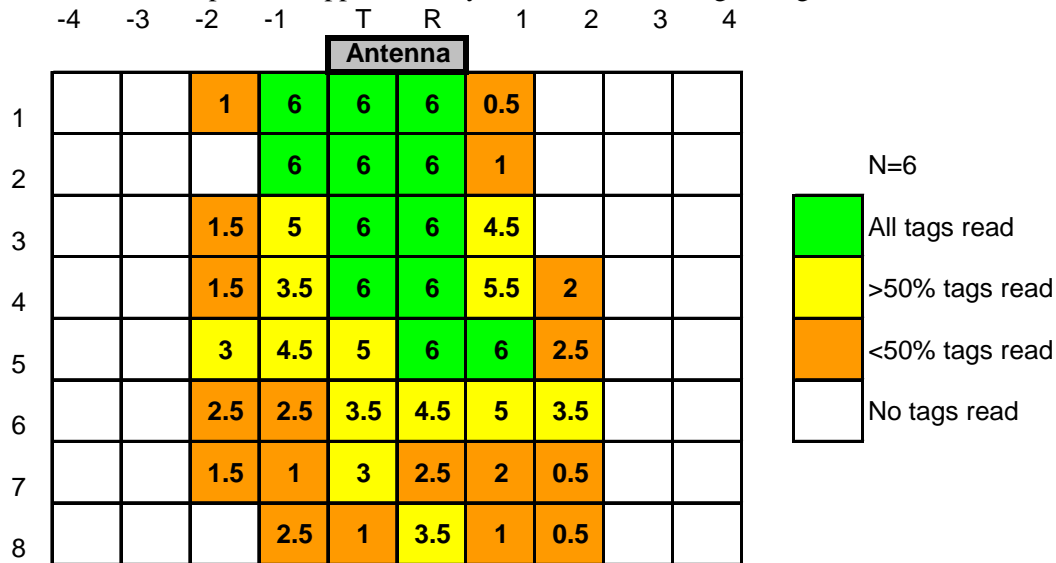 -4 -3 -2 -1 T R 1 2 3 4
Antenna
1 1 6 6 6 0.5
2 6 6 6 1
N=6
3 1.5 5 6 6 4.5
All tags read
4 1.5 3.5 6 6 5.5 2
>50% tags read
5 3 4.5 5 6 6 2.5
<50% tags read
6 2.5 2.5 3.5 4.5 5 3.5
No tags read
7 1.5 1 3 2.5 2 0.5
8 2.5 1 3.5 1 0.5